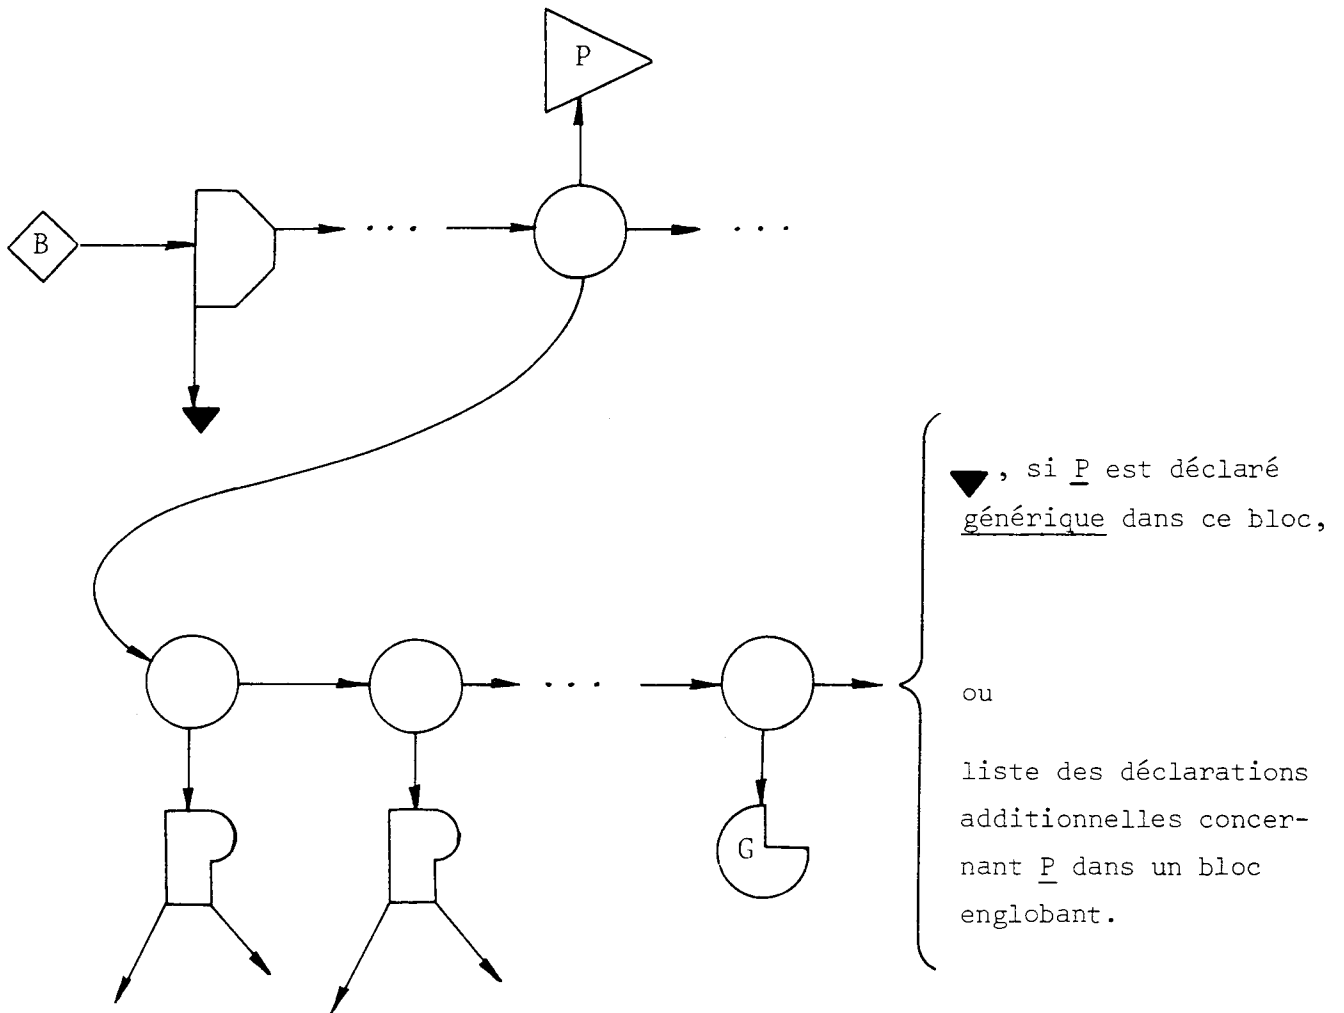 P
B
. . .
. . .
, si P est déclaré
générique dans ce bloc,
. . .
ou
liste des déclarations
additionnelles concer-
nant P dans un bloc
englobant.
G